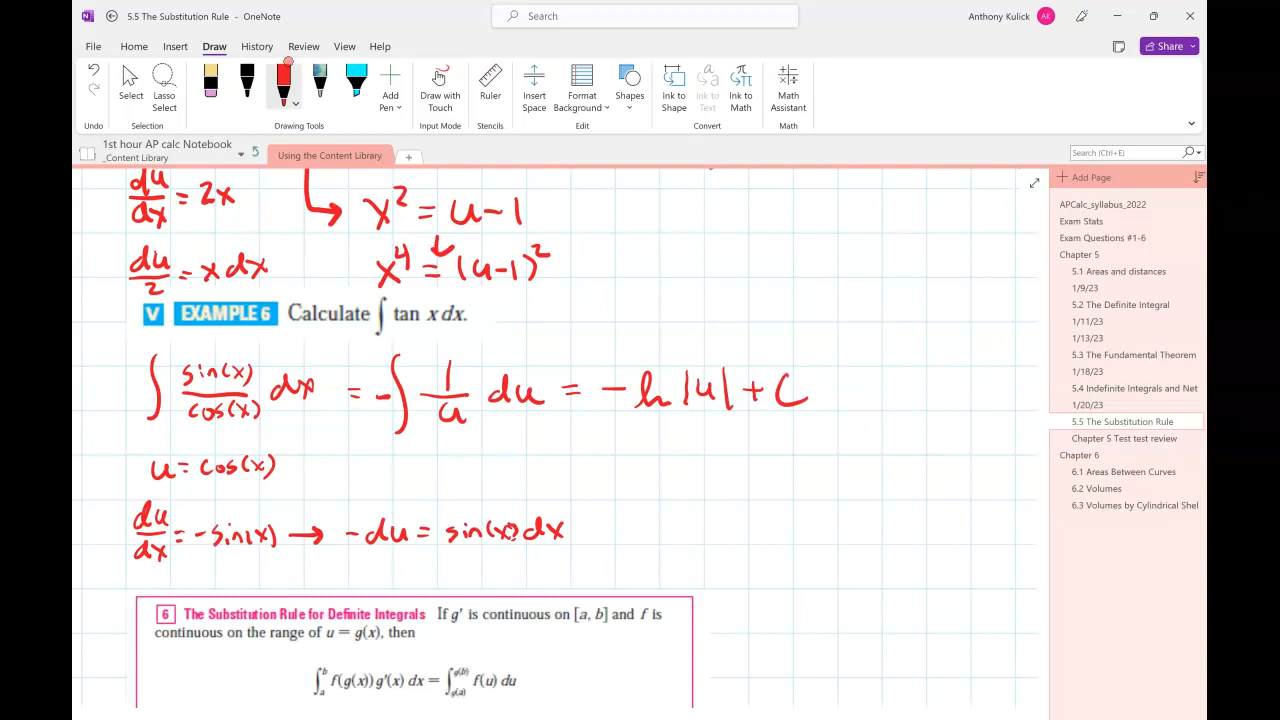 5.5 The Substitution Rule - OneNote
Search
Anthony Kulick
AK
File Home Insert Draw History Review View Help
Share
Undo
Select
Lasso Select
Add Pen
Draw with Touch
Ruler
Insert Space
Format Background
Shapes
Ink to Shape
Ink to Text
Ink to Math
Math Assistant
Undo Selection Drawing Tools Input Mode Stencils Edit Convert Math
1st hour AP calc Notebook
_Content Library
Using the Content Library
Search (Ctrl+E)
Add Page
APCalc_syllabus_2022
Exam Stats
Exam Questions #1-6
Chapter 5
5.1 Areas and distances
1/9/23
5.2 The Definite Integral
1/11/23
1/13/23
5.3 The Fundamental Theorem
1/18/23
5.4 Indefinite Integrals and Net
1/20/23
5.5 The Substitution Rule
Chapter 5 Test test review
Chapter 6
6.1 Areas Between Curves
6.2 Volumes
6.3 Volumes by Cylindrical Shel
du/dx = 2x
x² = u - 1
du/2 = x dx
x⁴ = (u-1)²
V EXAMPLE 6 Calculate ∫ tan x dx.
∫ sin(x)/cos(x) dx = -∫ 1/u du = -ln|u| + C
u = cos(x)
du/dx = -sin(x) → -du = sin(x) dx
6 The Substitution Rule for Definite Integrals If g′ is continuous on [a, b] and f is
continuous on the range of u = g(x), then
∫ₐᵇ f(g(x)) g′(x) dx = ∫_{g(a)}^{g(b)} f(u) du